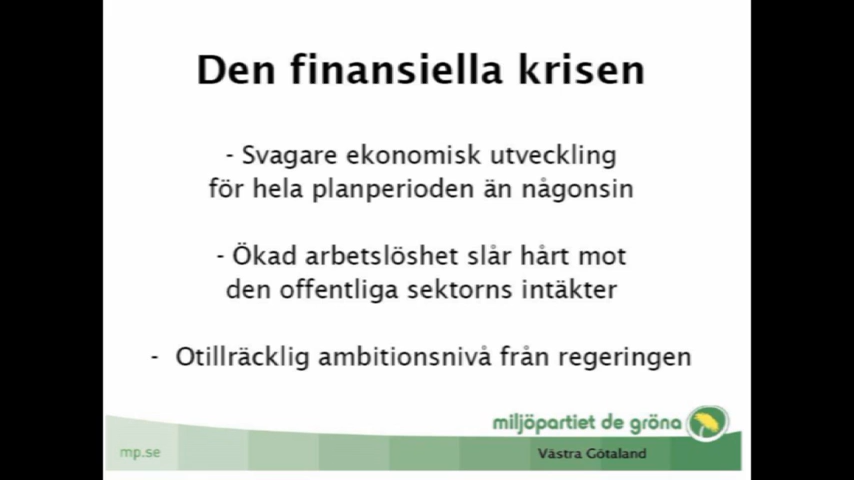 Den finansiella krisen
- Svagare ekonomisk utveckling
för hela planperioden än någonsin
- Ökad arbetslöshet slår hårt mot
den offentliga sektorns intäkter
- Otillräcklig ambitionsnivå från regeringen
miljöpartiet de gröna
mp.se
Västra Götaland